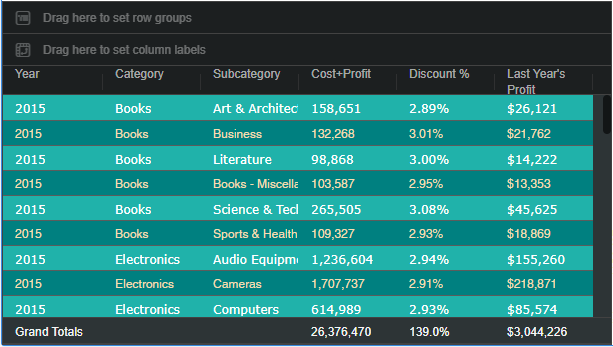 Drag here to set row groups
Drag here to set column labels
Year Category Subcategory Cost+Profit Discount % Last Year's Profit
2015 Books Art & Architec 158,651 2.89% $26,121
2015 Books Business 132,268 3.01% $21,762
2015 Books Literature 98,868 3.00% $14,222
2015 Books Books - Miscella 103,587 2.95% $13,353
2015 Books Science & Tech 265,505 3.08% $45,625
2015 Books Sports & Health 109,327 2.93% $18,869
2015 Electronics Audio Equipm 1,236,604 2.94% $155,260
2015 Electronics Cameras 1,707,737 2.91% $218,871
2015 Electronics Computers 614,989 2.93% $85,574
Grand Totals 26,376,470 139.0% $3,044,226